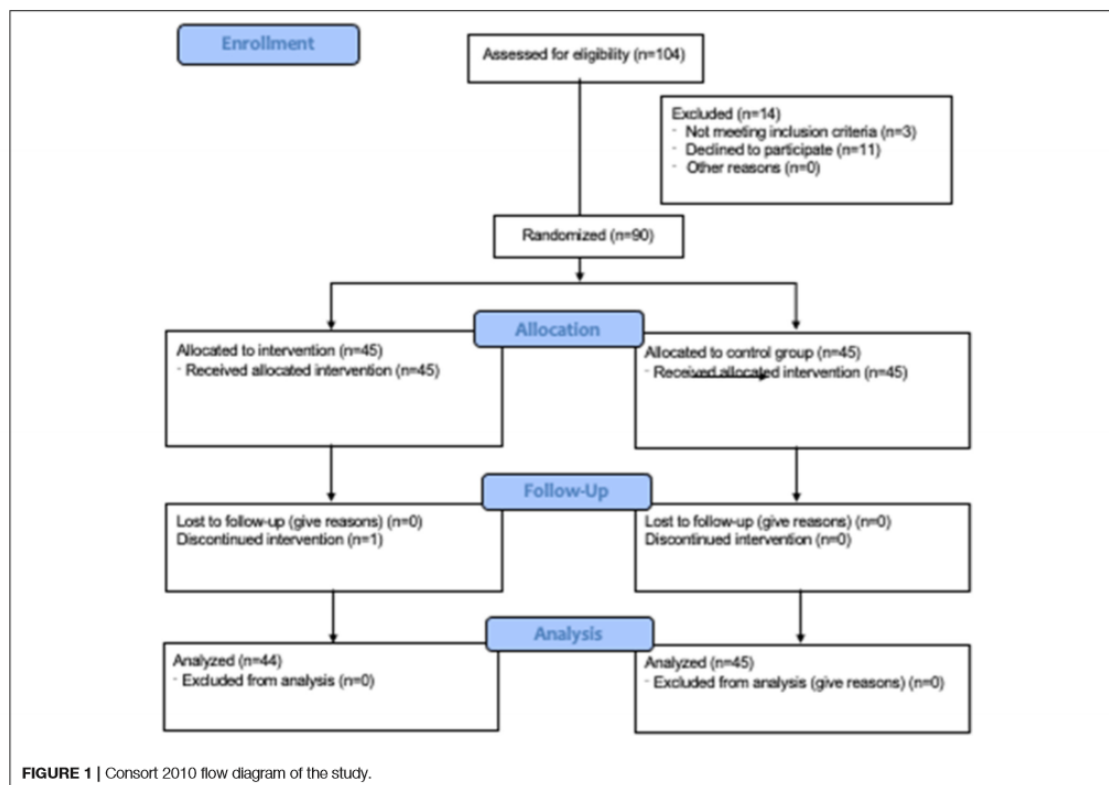 Enrollment
Assessed for eligibility (n=104)
Excluded (n=14)
- Not meeting inclusion criteria (n=3)
- Declined to participate (n=11)
- Other reasons (n=0)
Randomized (n=90)
Allocation
Allocated to intervention (n=45)
- Received allocated intervention (n=45)
Allocated to control group (n=45)
- Received allocated intervention (n=45)
Follow-Up
Lost to follow-up (give reasons) (n=0)
Discontinued intervention (n=1)
Lost to follow-up (give reasons) (n=0)
Discontinued intervention (n=0)
Analysis
Analyzed (n=44)
- Excluded from analysis (n=0)
Analyzed (n=45)
- Excluded from analysis (give reasons) (n=0)
FIGURE 1 | Consort 2010 flow diagram of the study.